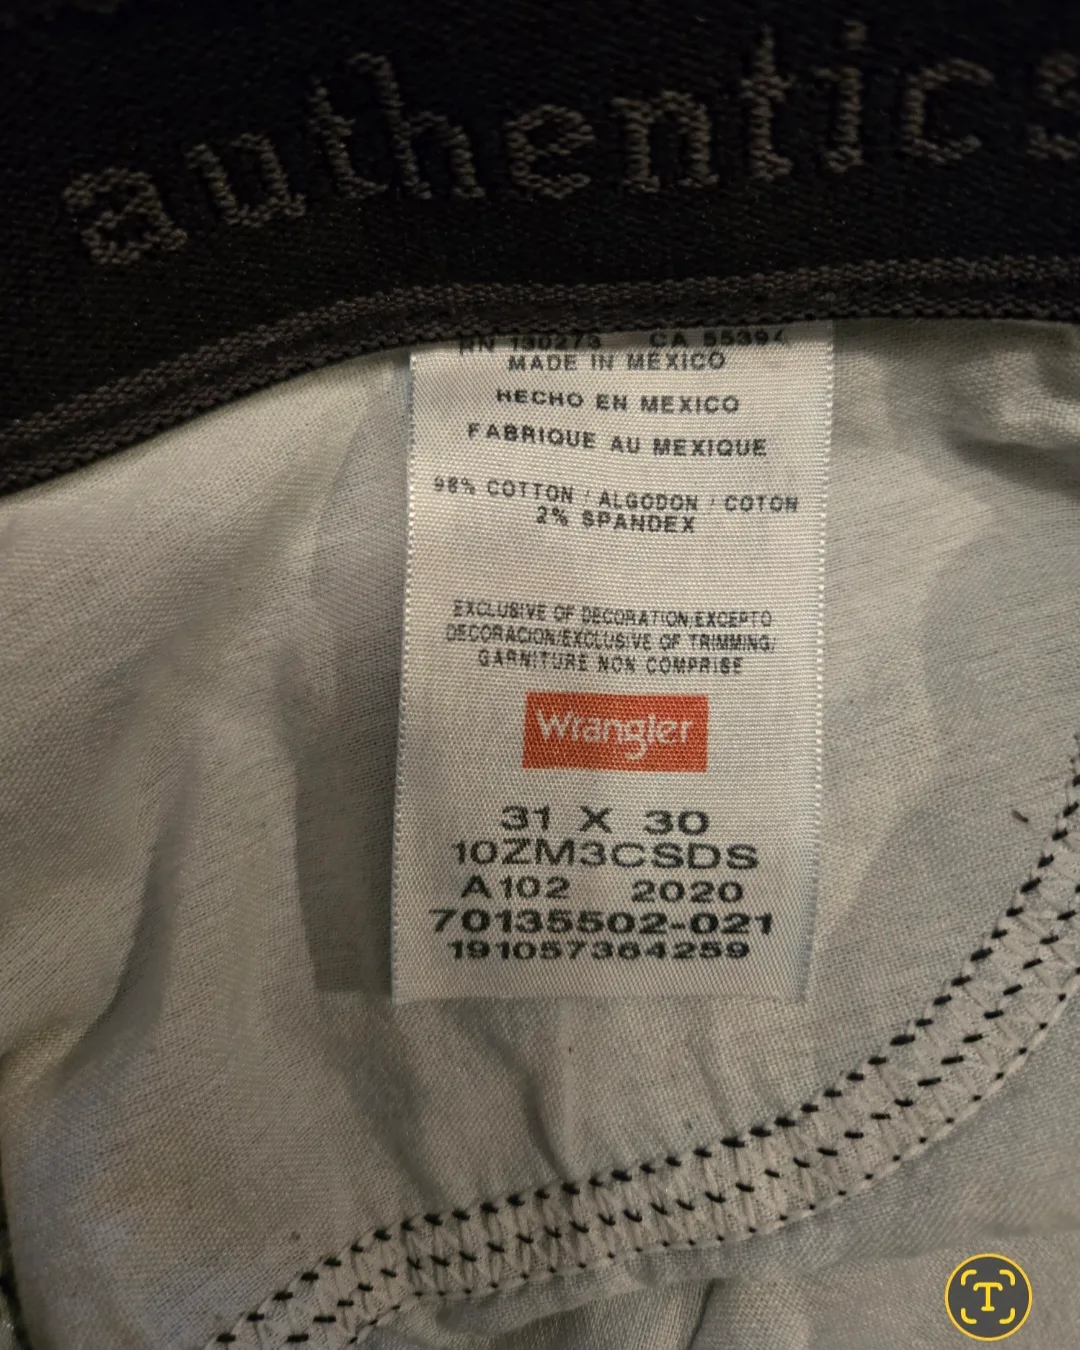 authentics
RN 130273 CA 55394
MADE IN MEXICO
HECHO EN MEXICO
FABRIQUE AU MEXIQUE
98% COTTON / ALGODON / COTON
2% SPANDEX
EXCLUSIVE OF DECORATION/EXCEPTO
DECORACION/EXCLUSIVE OF TRIMMING/
GARNITURE NON COMPRISE
Wrangler
31 X 30
10ZM3CSDS
A102 2020
70135502-021
191057364259
T